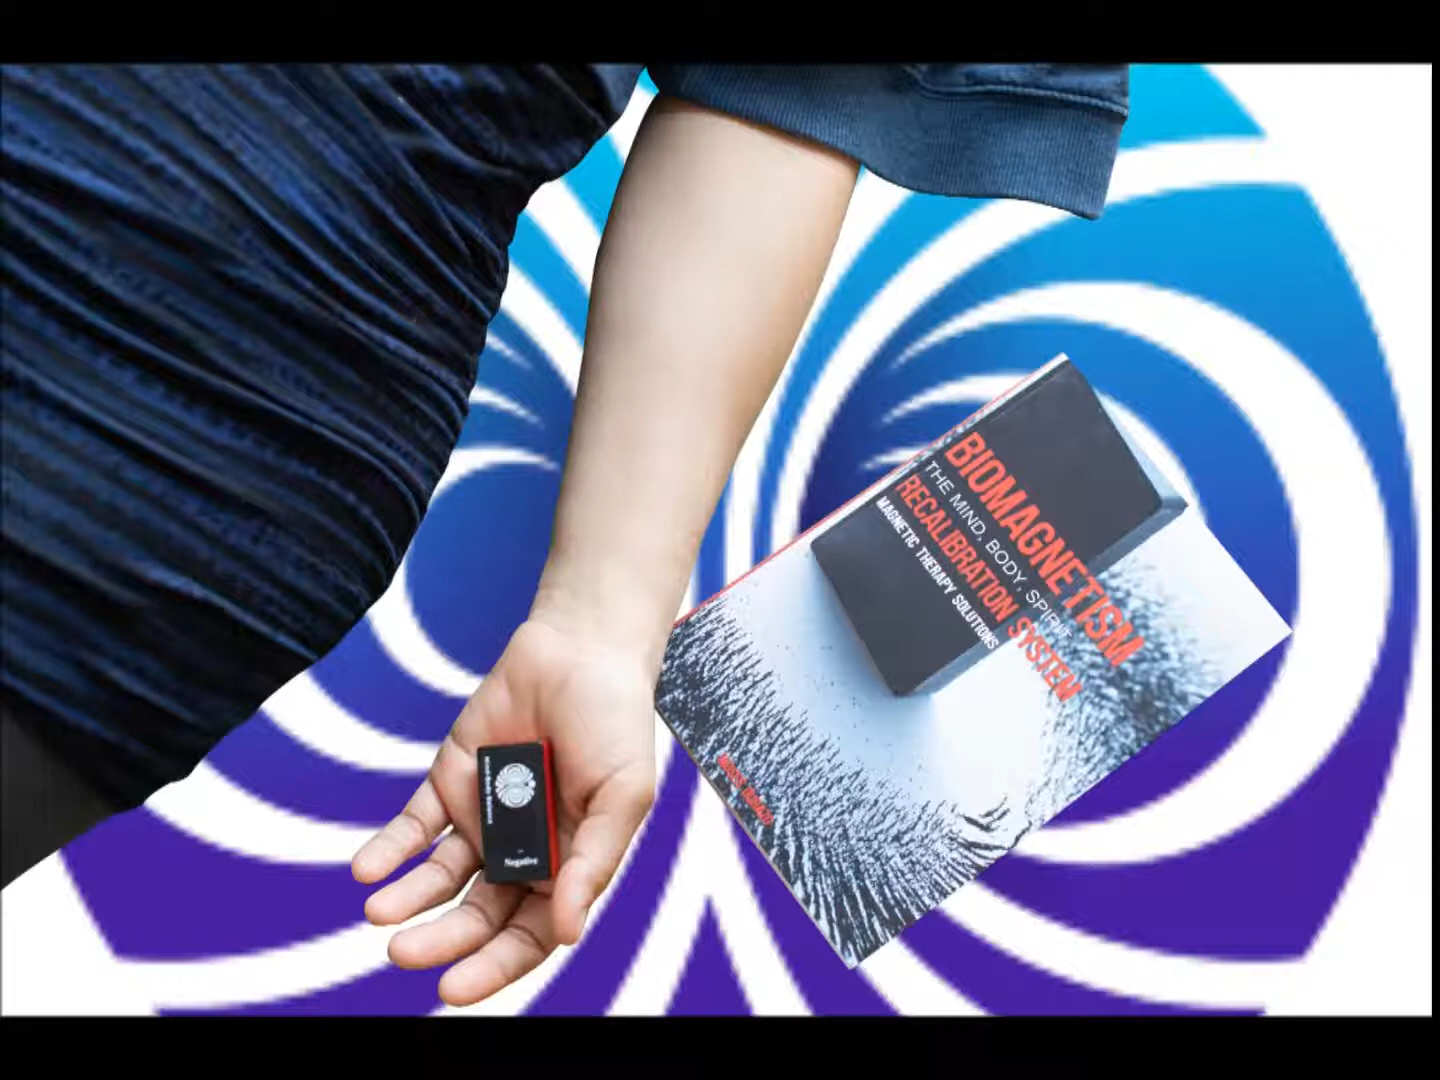 BIOMAGNETISM
THE MIND, BODY, SPIRIT
RECALIBRATION SYSTEM
MAGNETIC THERAPY SOLUTIONS
Negative